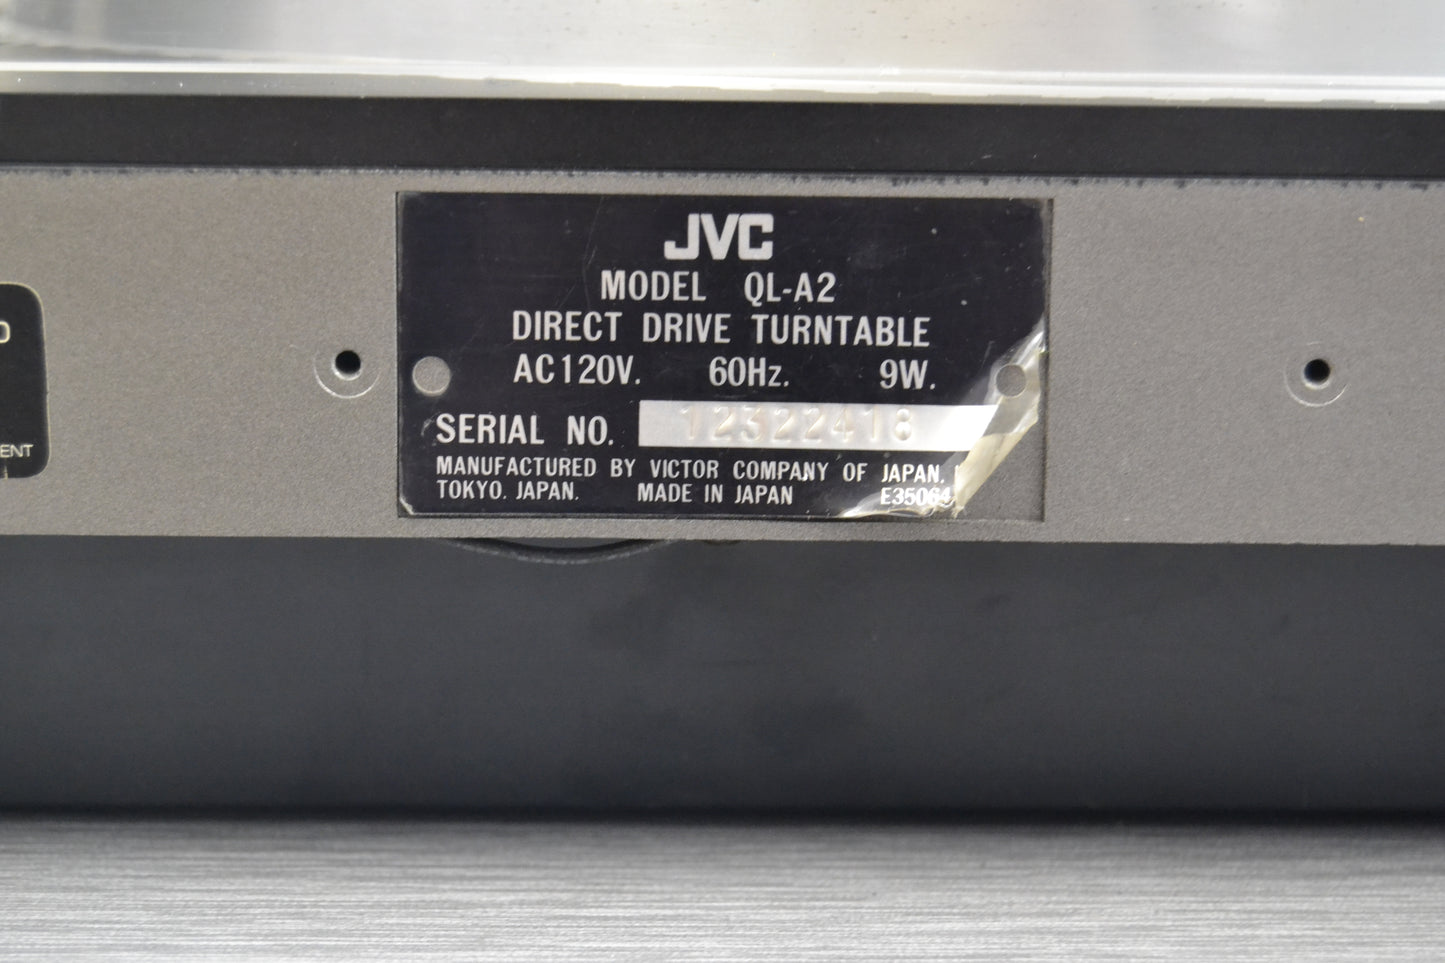 JVC
MODEL QL-A2
DIRECT DRIVE TURNTABLE
AC120V. 60Hz. 9W.
SERIAL NO. 12322418
MANUFACTURED BY VICTOR COMPANY OF JAPAN,
TOKYO. JAPAN. MADE IN JAPAN E35064